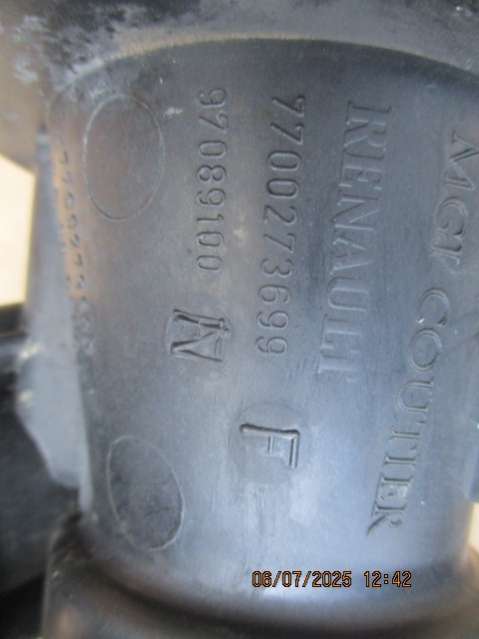 MGI COUTIER
RENAULT
7700273699
97089100
N
F
06/07/2025 12:42